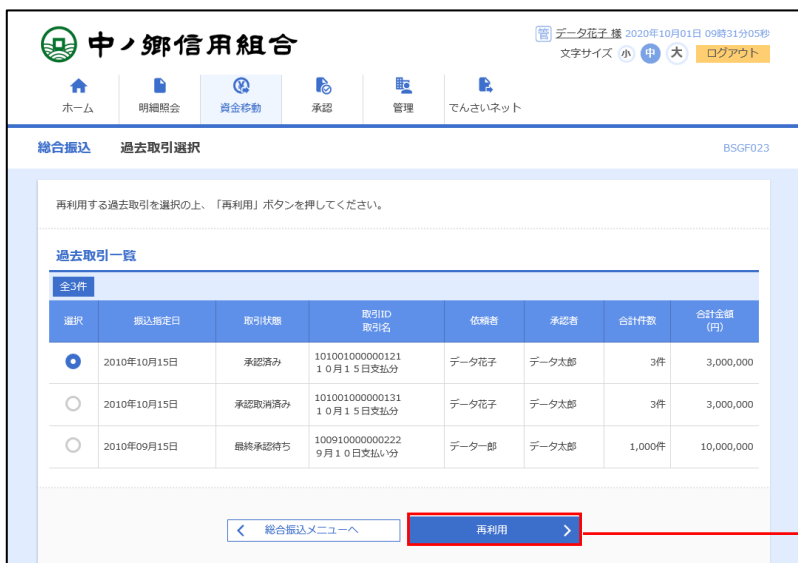 中ノ郷信用組合
管 データ花子 様 2020年10月01日 09時31分05秒
文字サイズ 小 中 大 ログアウト
ホーム 明細照会 資金移動 承認 管理 でんさいネット
総合振込 過去取引選択 BSGF023
再利用する過去取引を選択の上、「再利用」ボタンを押してください。
過去取引一覧
全3件
選択 振込指定日 取引状態 取引ID 依頼者 承認者 合計件数 合計金額
取引名 (円)
2010年10月15日 承認済み 101001000000121 データ花子 データ太郎 3件 3,000,000
10月15日支払分
2010年10月15日 承認取消済み 101001000000131 データ花子 データ太郎 3件 3,000,000
10月15日支払分
2010年09月15日 最終承認待ち 100910000000222 データ一郎 データ太郎 1,000件 10,000,000
9月10日支払い分
総合振込メニューへ 再利用